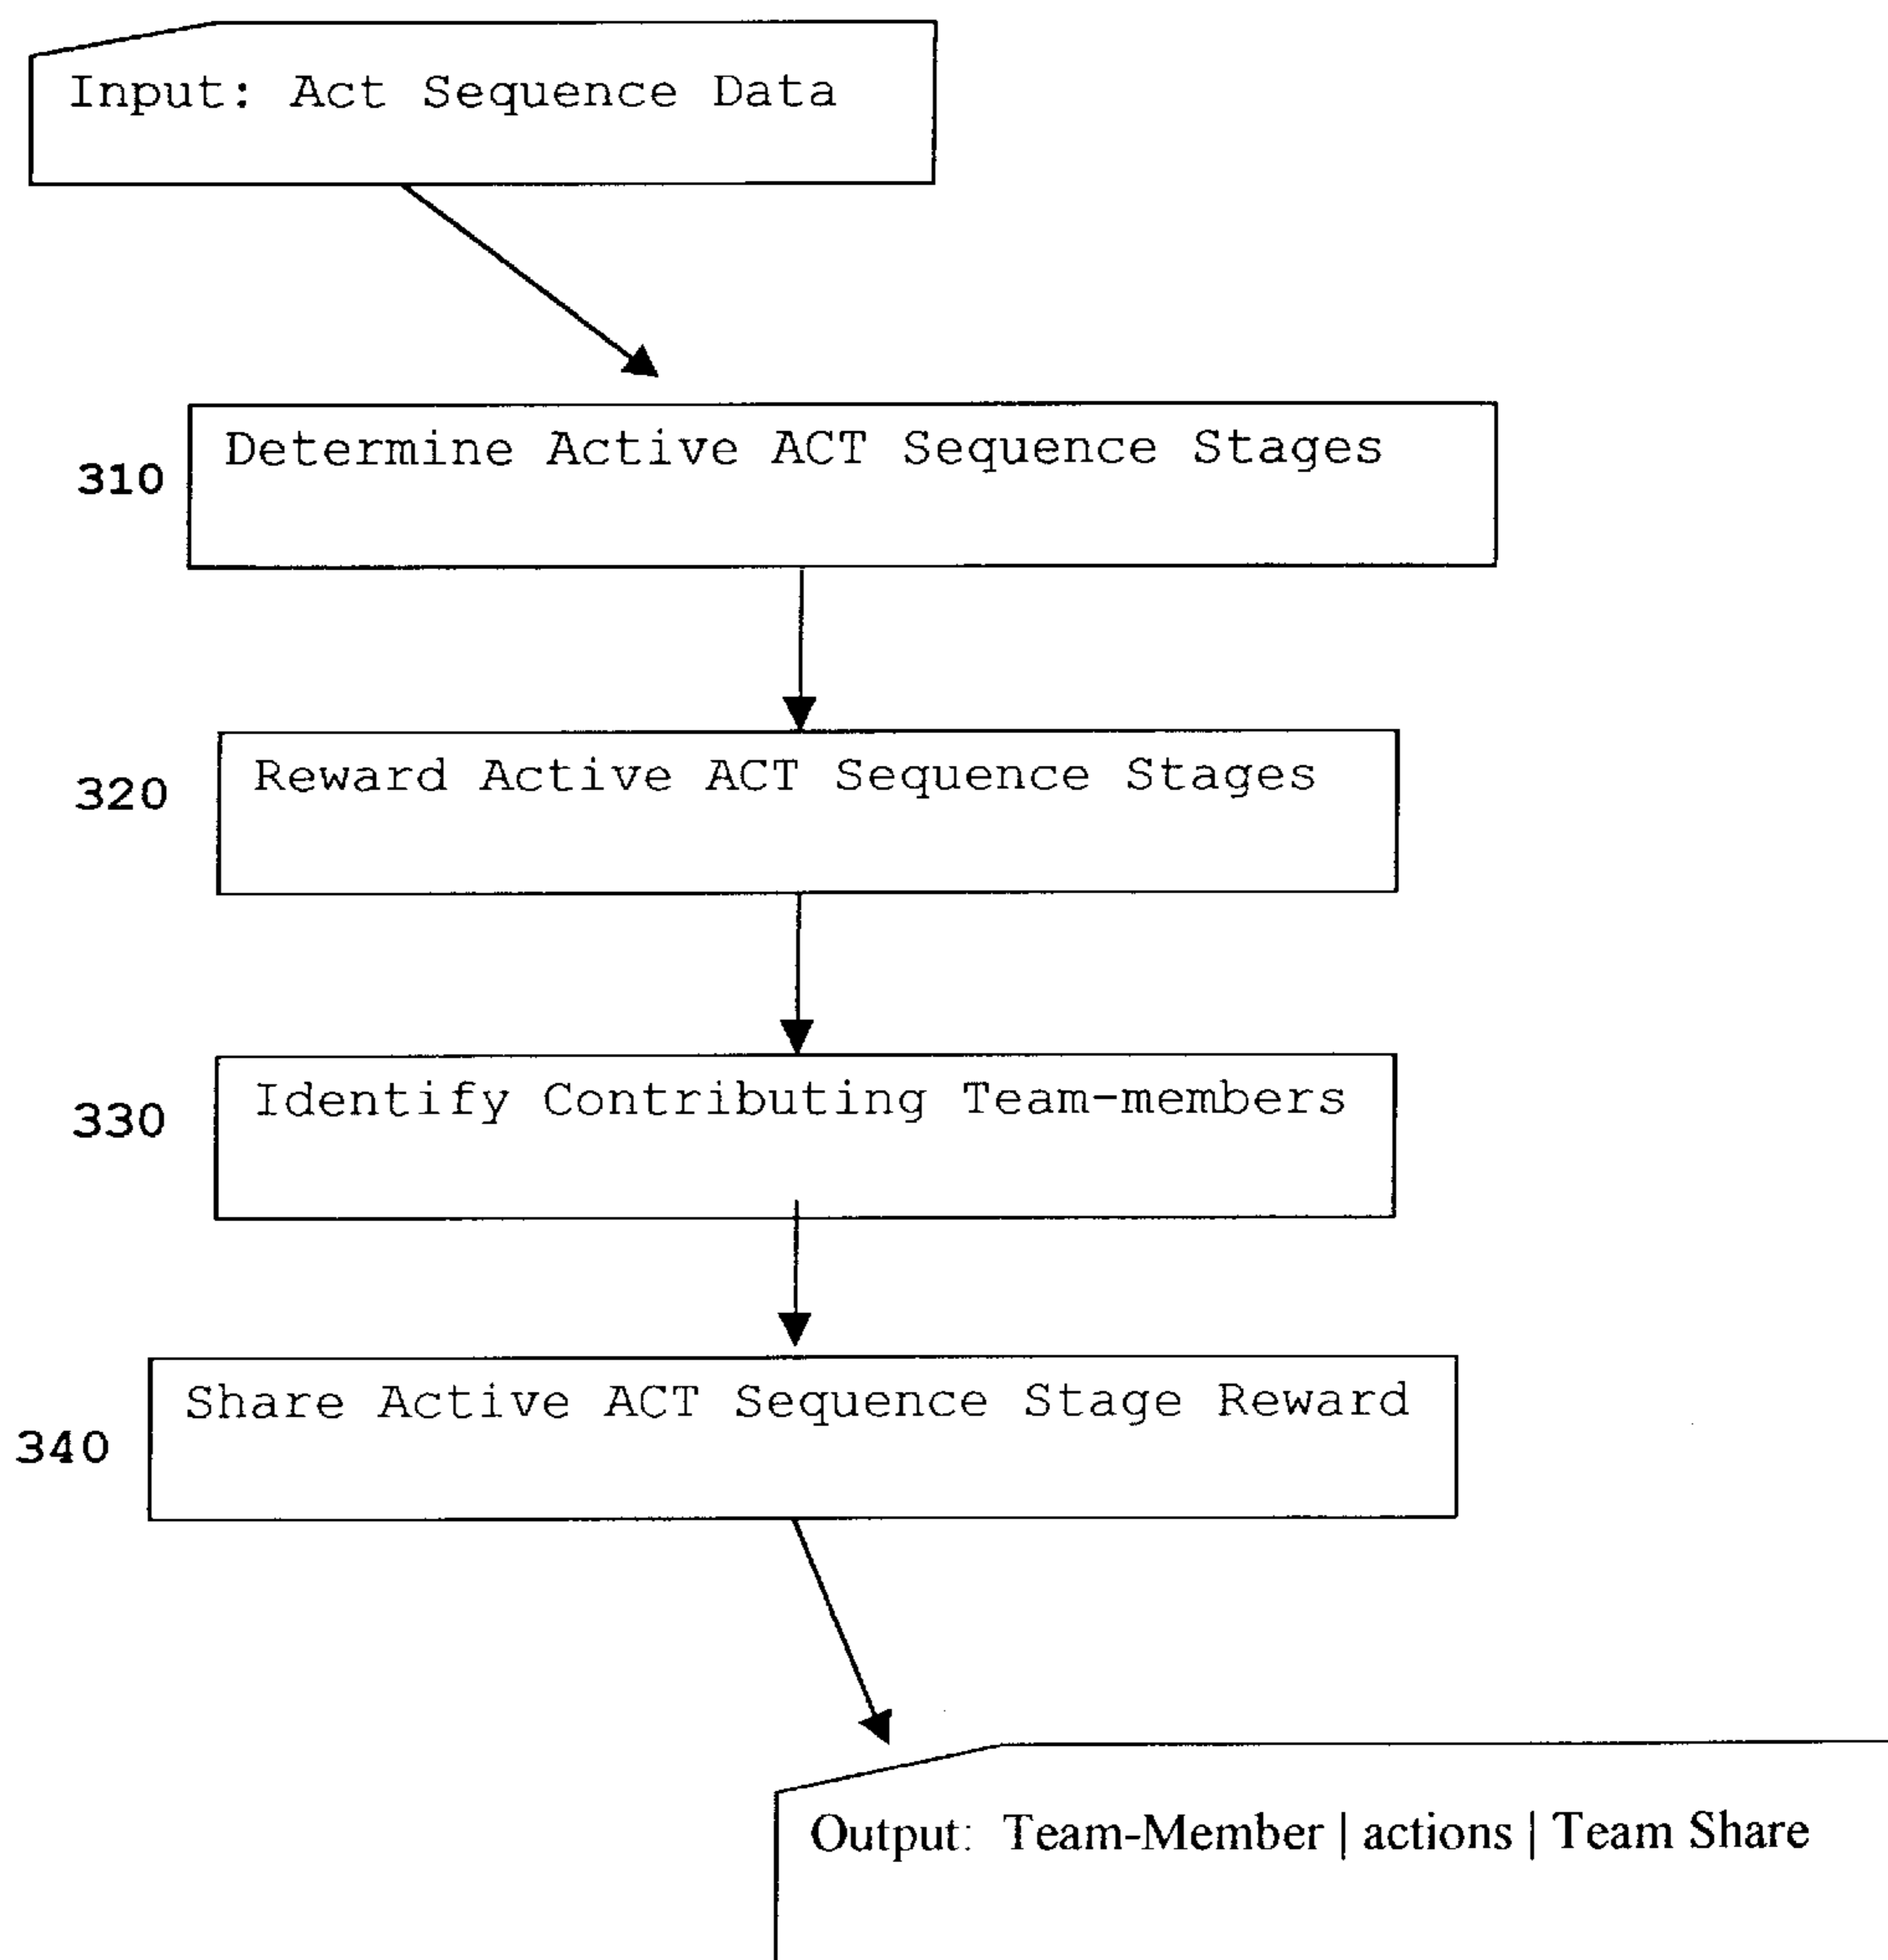 Input: Act Sequence Data
310
Determine Active ACT Sequence Stages
320
Reward Active ACT Sequence Stages
330
Identify Contributing Team-members
340
Share Active ACT Sequence Stage Reward
Output: Team-Member | actions | Team Share